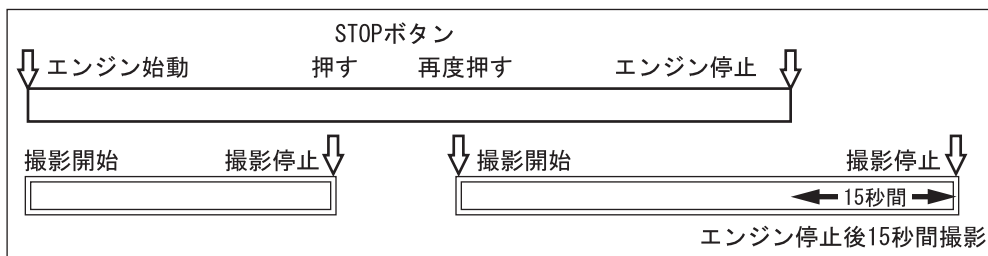 STOPボタン
エンジン始動 押す 再度押す エンジン停止
撮影開始 撮影停止 撮影開始 撮影停止
15秒間
エンジン停止後15秒間撮影